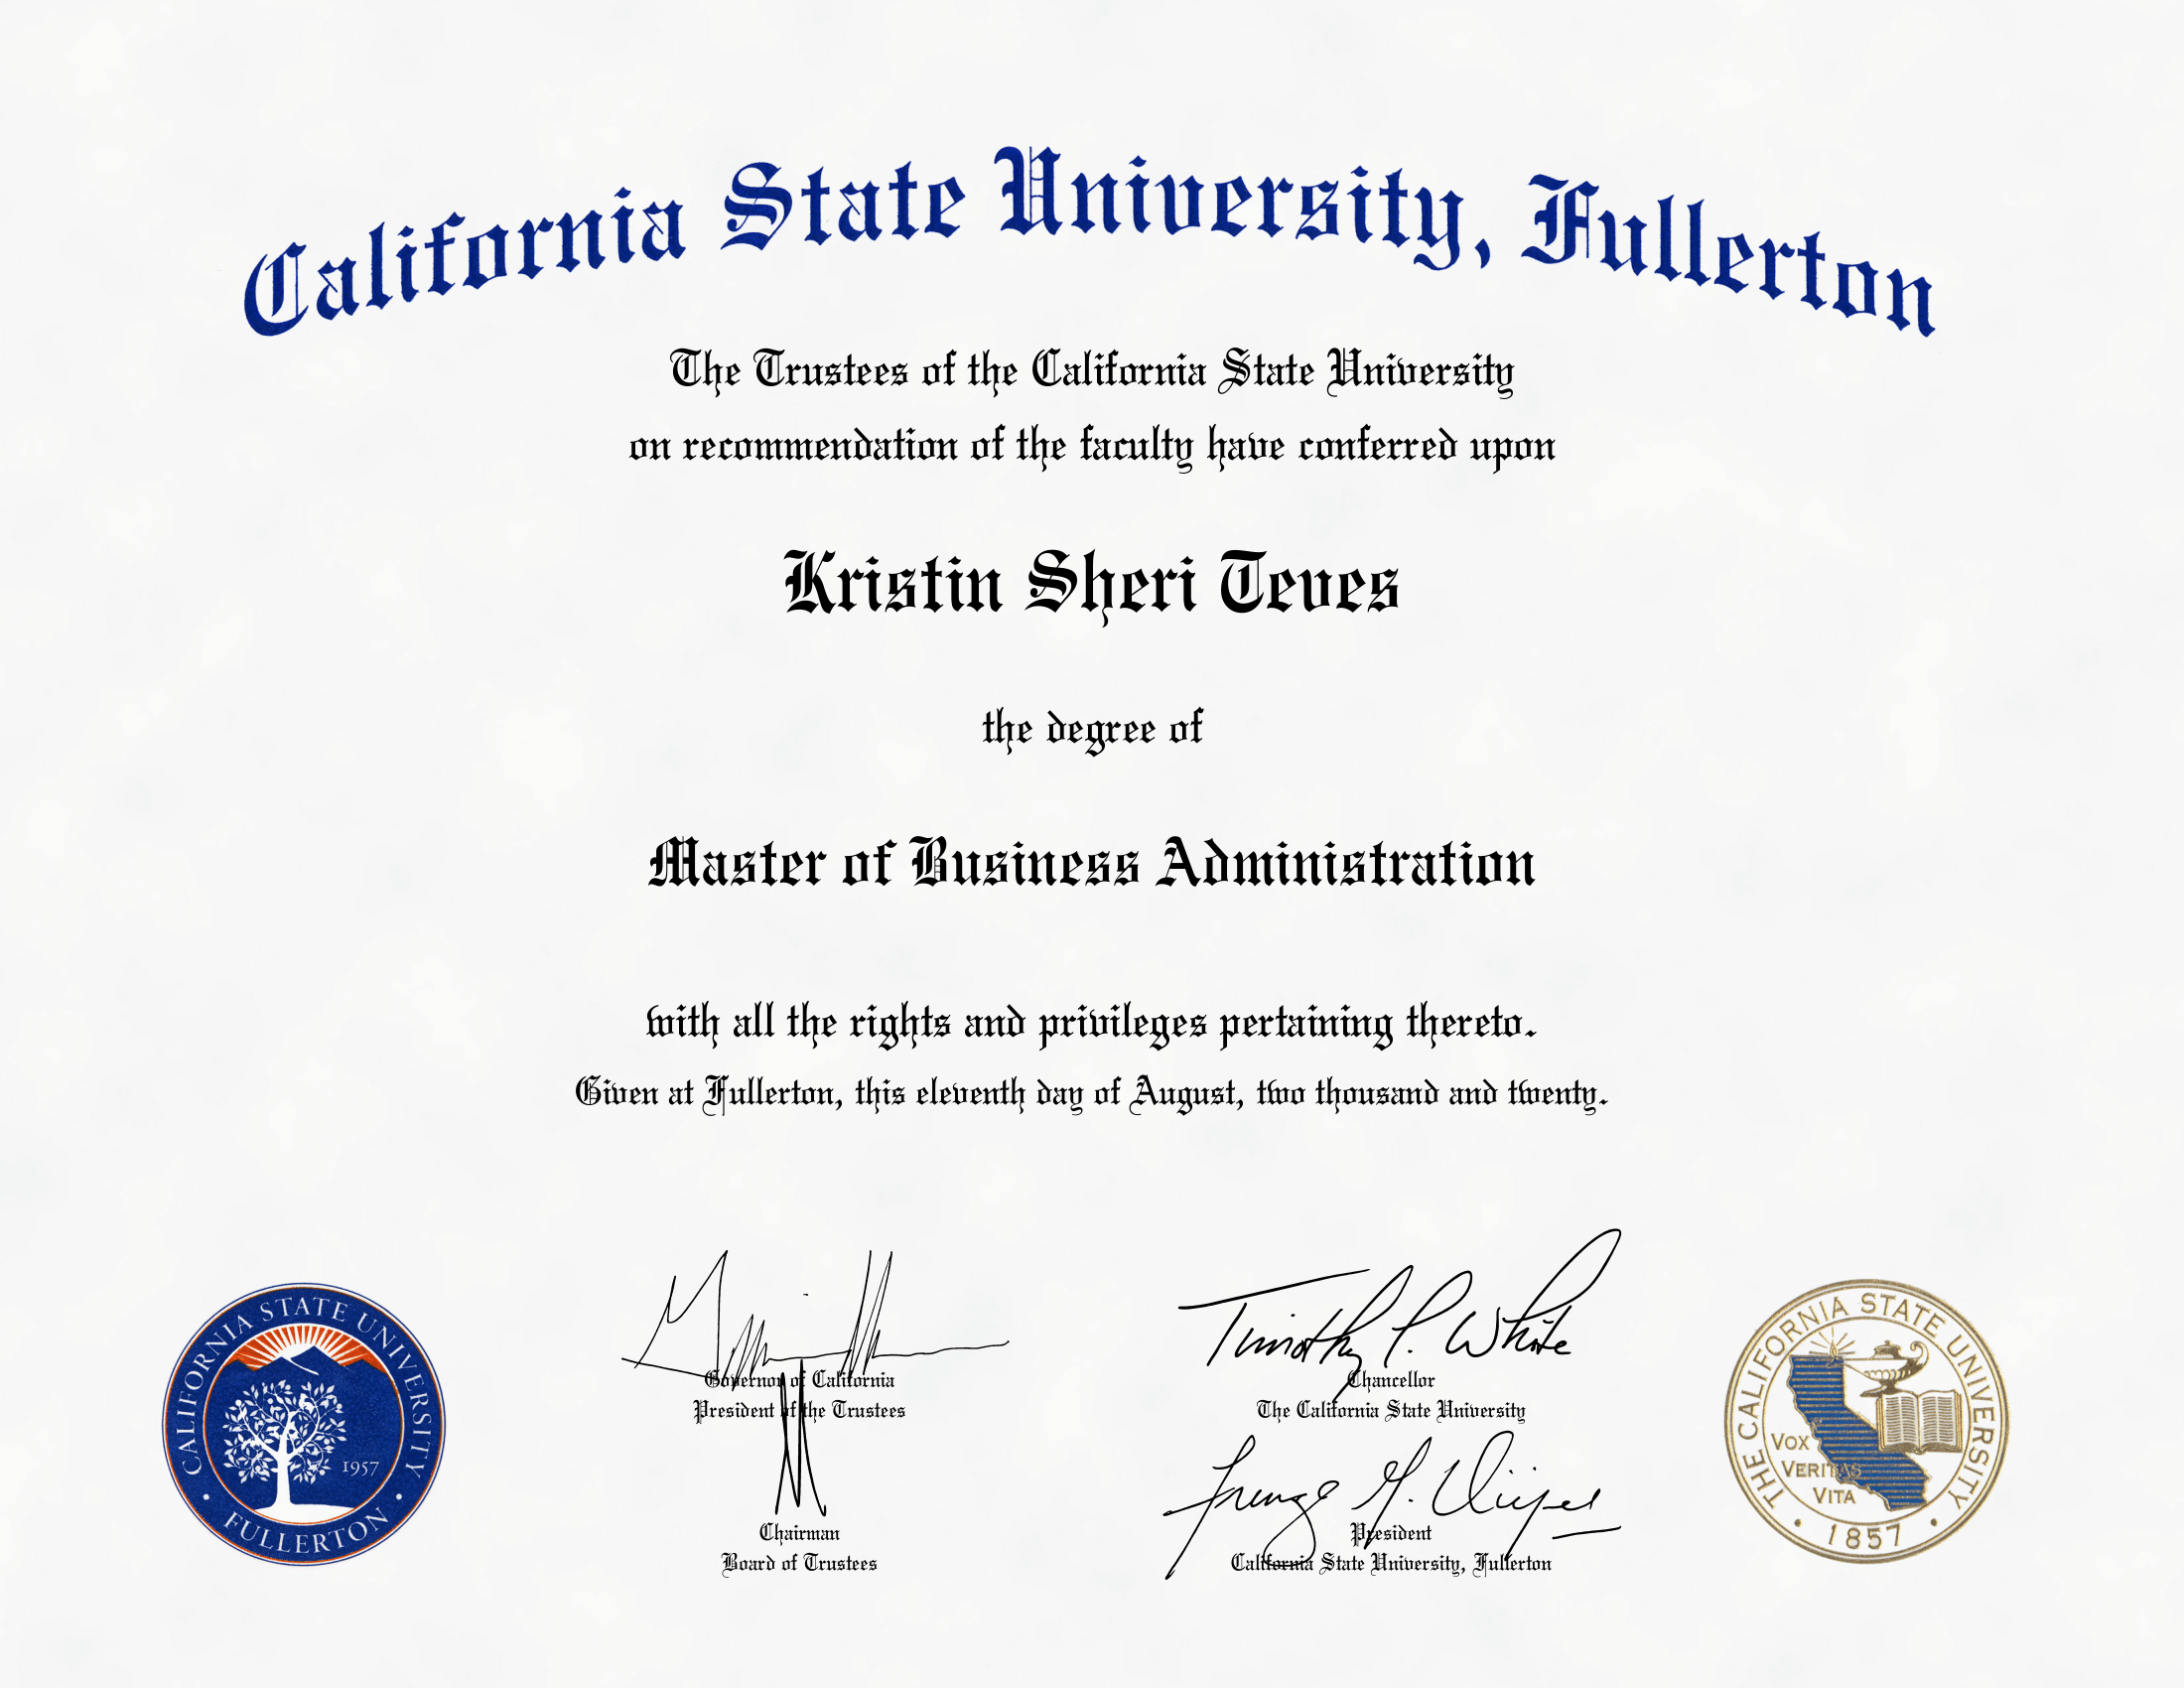 California State University, Fullerton
The Trustees of the California State University
on recommendation of the faculty have conferred upon
Kristin Sheri Teves
the degree of
Master of Business Administration
with all the rights and privileges pertaining thereto.
Given at Fullerton, this eleventh day of August, two thousand and twenty.
Governor of California
President of the Trustees
Timothy P. White
Chancellor
The California State University
Chairman
Board of Trustees
President
California State University, Fullerton
CALIFORNIA STATE UNIVERSITY
1957
• FULLERTON •
THE CALIFORNIA STATE UNIVERSITY
VOX
VERITAS
VITA
• 1857 •